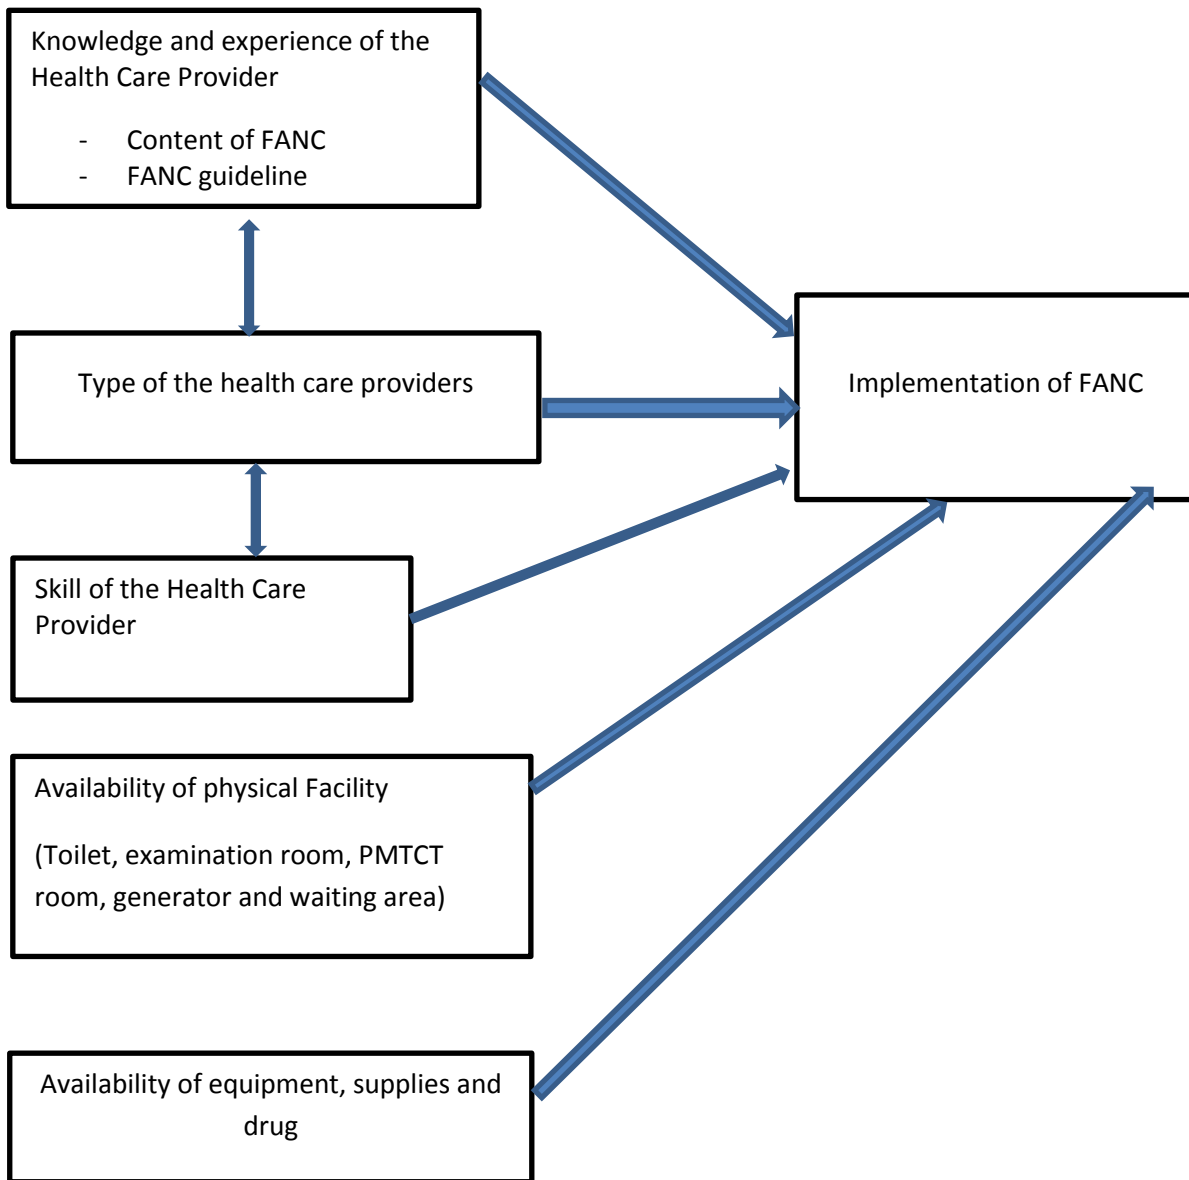 Knowledge and experience of the
Health Care Provider
- Content of FANC
- FANC guideline
Type of the health care providers
Implementation of FANC
Skill of the Health Care
Provider
Availability of physical Facility
(Toilet, examination room, PMTCT
room, generator and waiting area)
Availability of equipment, supplies and
drug